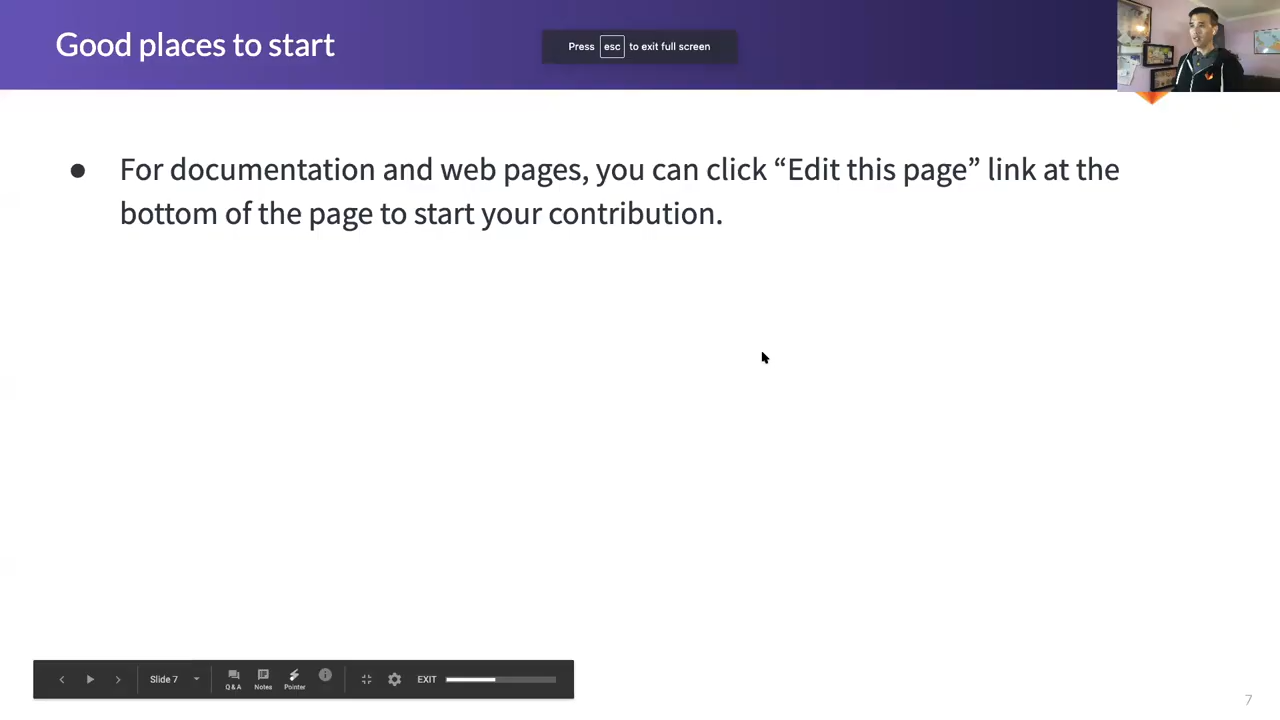 Good places to start
Press esc to exit full screen
● For documentation and web pages, you can click “Edit this page” link at the
bottom of the page to start your contribution.
Slide 7
Q&A
Notes
Pointer
EXIT
7